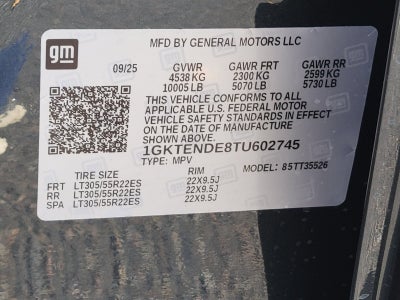 gm
MFD BY GENERAL MOTORS LLC
09/25 GVWR GAWR FRT GAWR RR
4538 KG 2300 KG 2599 KG
10005 LB 5070 LB 5730 LB
THIS VEHICLE CONFORMS TO ALL
APPLICABLE U.S. FEDERAL MOTOR
VEHICLE SAFETY STANDARDS IN EFFECT
ON THE DATE OF MANUFACTURE
SHOWN ABOVE.
1GKTENDE8TU602745
TYPE: MPV MODEL: 85TT35526
TIRE SIZE RIM
FRT LT305/55R22ES 22X9.5J
RR LT305/55R22ES 22X9.5J
SPA LT305/55R22ES 22X9.5J